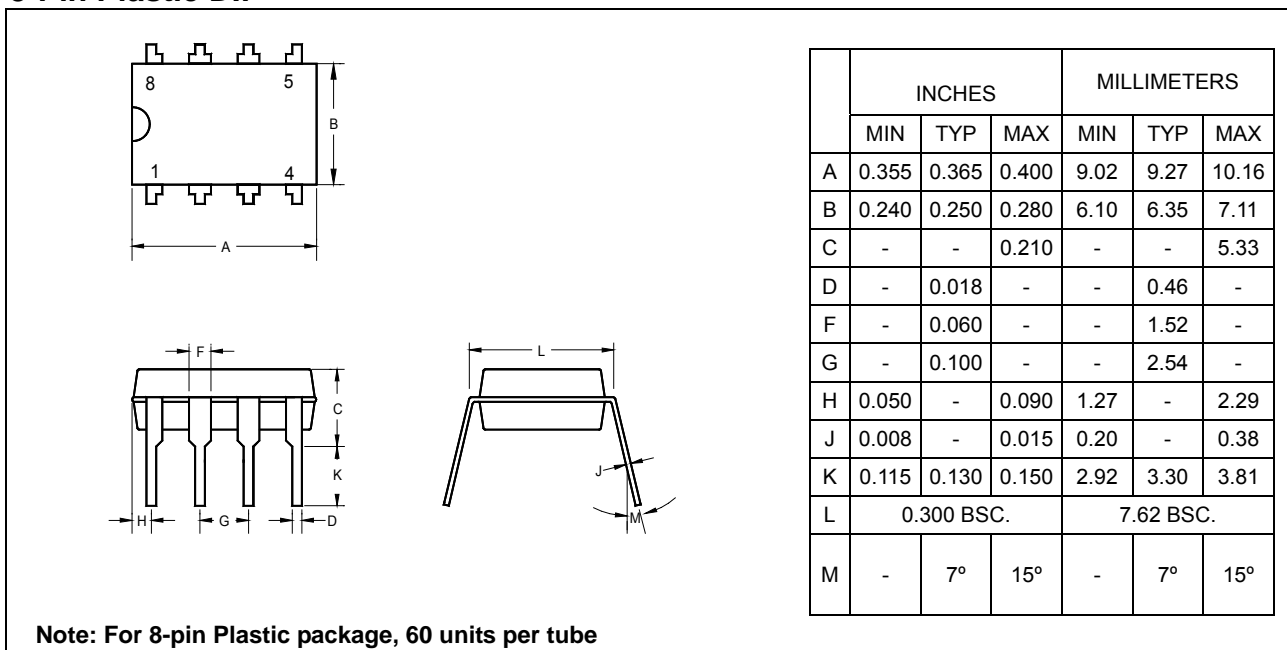 8-Pin Plastic DIP
8 5
B
1 4
A
F
C
K
H G D
L
J
M
INCHES MILLIMETERS
MIN TYP MAX MIN TYP MAX
A 0.355 0.365 0.400 9.02 9.27 10.16
B 0.240 0.250 0.280 6.10 6.35 7.11
C - - 0.210 - - 5.33
D - 0.018 - - 0.46 -
F - 0.060 - - 1.52 -
G - 0.100 - - 2.54 -
H 0.050 - 0.090 1.27 - 2.29
J 0.008 - 0.015 0.20 - 0.38
K 0.115 0.130 0.150 2.92 3.30 3.81
L 0.300 BSC. 7.62 BSC.
M - 7º 15º - 7º 15º
Note: For 8-pin Plastic package, 60 units per tube